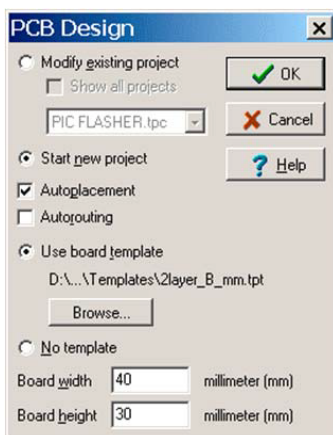 PCB Design
Modify existing project
Show all projects
PIC FLASHER.tpc
OK
Cancel
Help
Start new project
Autoplacement
Autorouting
Use board template
D:\...\Templates\2layer_B_mm.tpt
Browse...
No template
Board width 40 millimeter (mm)
Board height 30 millimeter (mm)